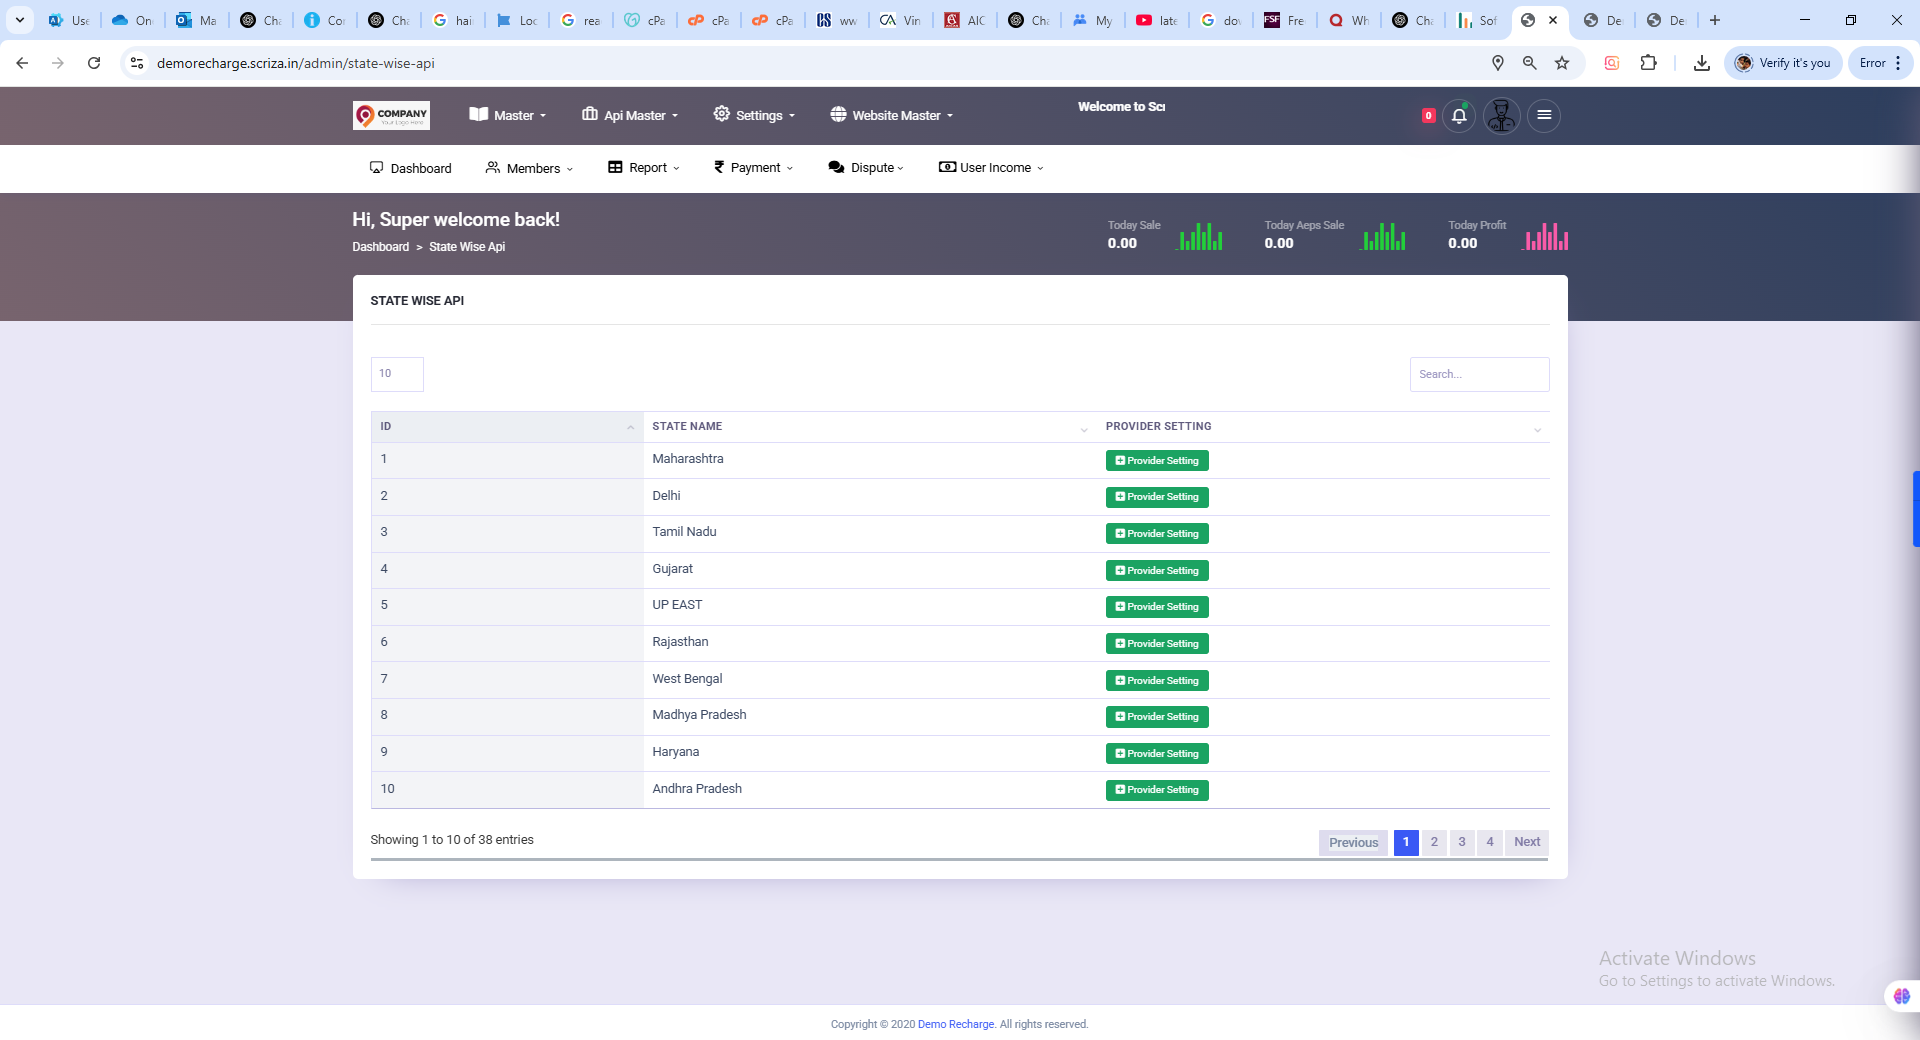 Use
On
Ma
Cha
Co
Cha
hai
Loc
rea
cPa
cPa
cPa
ww
Vin
AIC
Cha
My
late
dov
Fre
Wh
Cha
Sof
De
De
demorecharge.scriza.in/admin/state-wise-api
Verify it's you
Error
COMPANY
Your Logo Here
Master
Api Master
Settings
Website Master
Welcome to Scr
0
Dashboard
Members
Report
Payment
Dispute
User Income
Hi, Super welcome back!
Dashboard > State Wise Api
Today Sale
0.00
Today Aeps Sale
0.00
Today Profit
0.00
STATE WISE API
10
Search...
ID STATE NAME PROVIDER SETTING
1 Maharashtra Provider Setting
2 Delhi Provider Setting
3 Tamil Nadu Provider Setting
4 Gujarat Provider Setting
5 UP EAST Provider Setting
6 Rajasthan Provider Setting
7 West Bengal Provider Setting
8 Madhya Pradesh Provider Setting
9 Haryana Provider Setting
10 Andhra Pradesh Provider Setting
Showing 1 to 10 of 38 entries
Previous 1 2 3 4 Next
Activate Windows
Go to Settings to activate Windows.
Copyright © 2020 Demo Recharge. All rights reserved.